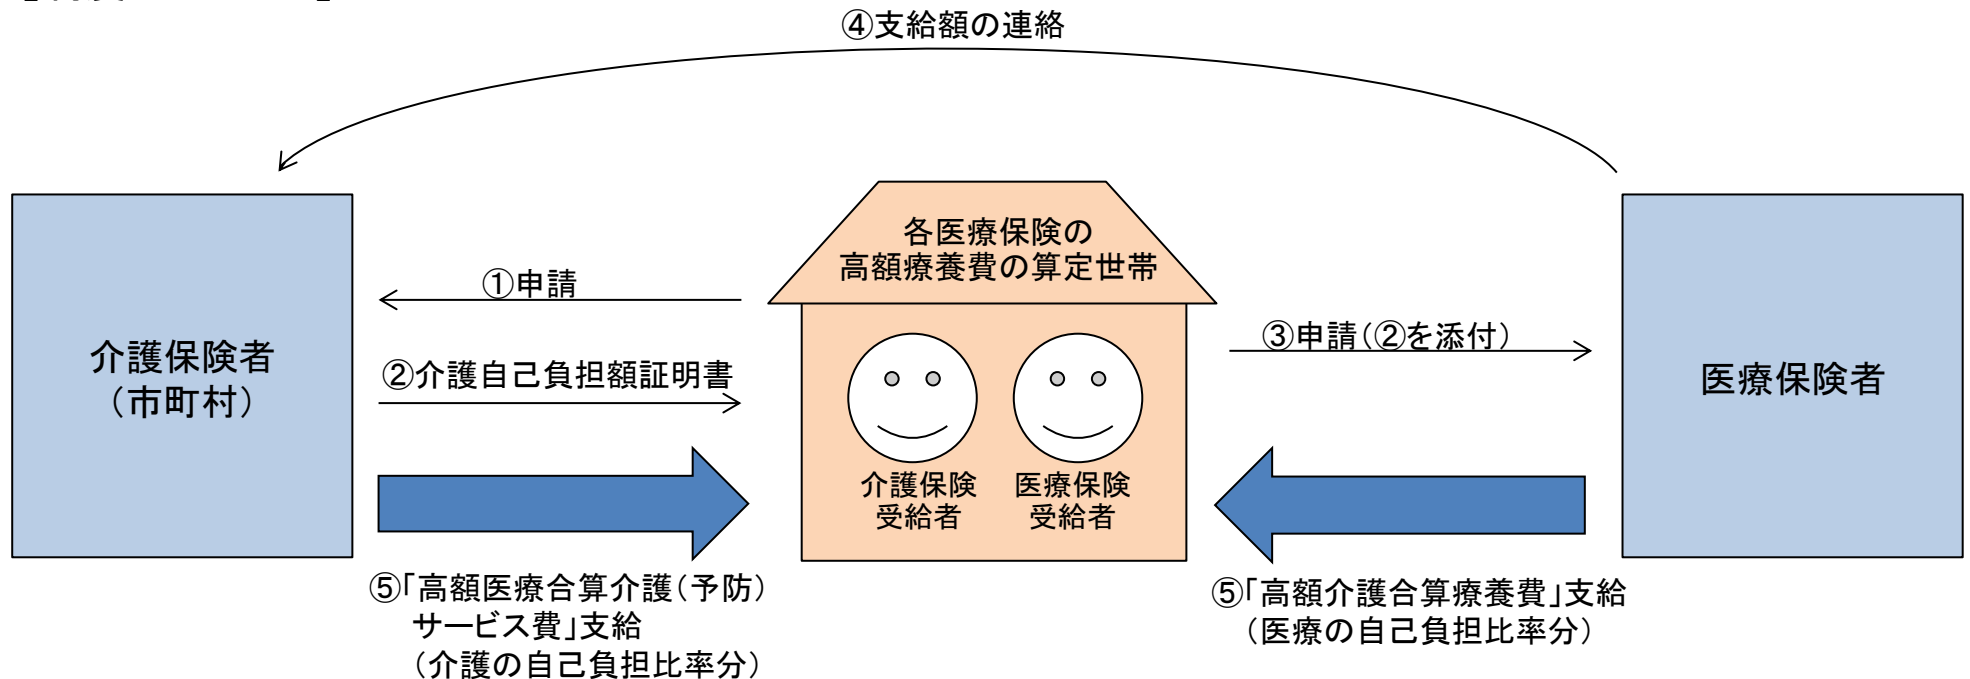 ④支給額の連絡
各医療保険の
高額療養費の算定世帯
①申請
③申請(②を添付)
介護保険者
(市町村)
②介護自己負担額証明書
医療保険者
介護保険
受給者
医療保険
受給者
⑤「高額医療合算介護(予防)
サービス費」支給
(介護の自己負担比率分)
⑤「高額介護合算療養費」支給
(医療の自己負担比率分)